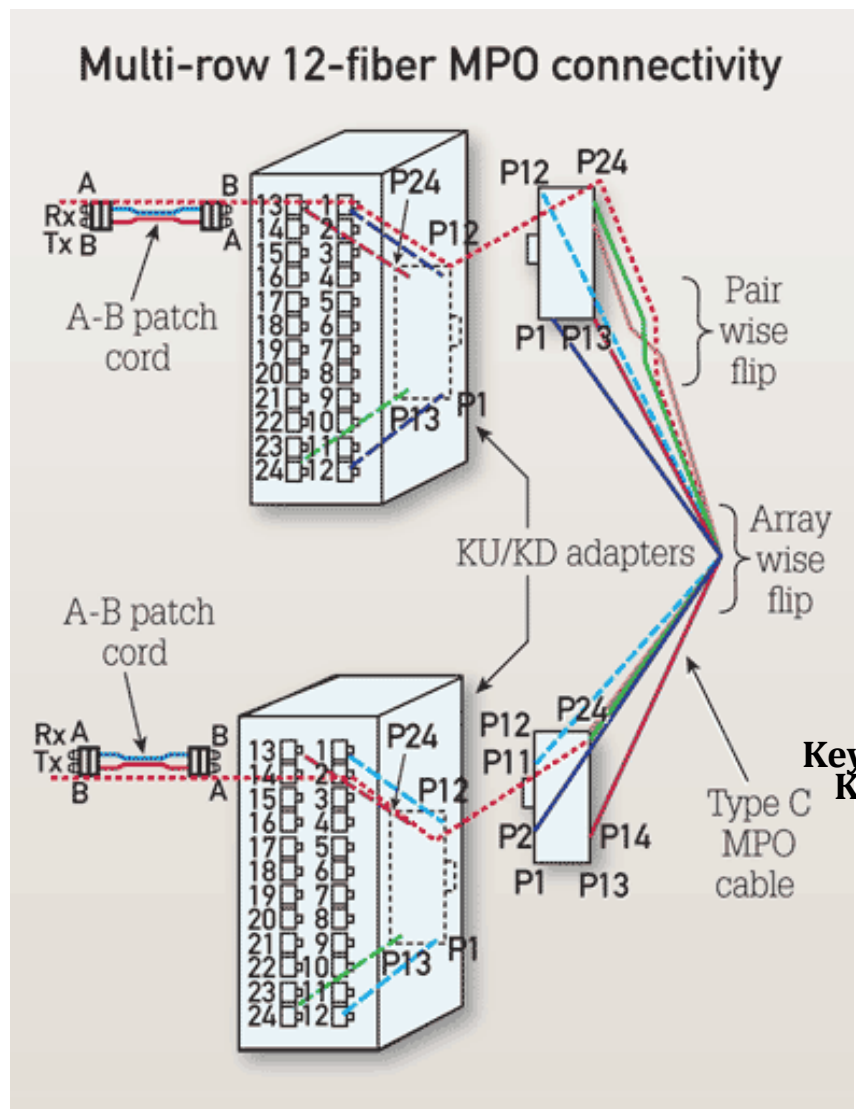 Multi-row 12-fiber MPO connectivity
A B
Rx
Tx B A
A-B patch
cord
13 1
14 2
15 3
16 4
17 5
18 6
19 7
20 8
21 9
22 10
23 11
24 12
P24
P12
P13
P1
P12 P24
P1 P13
Pair
wise
flip
KU/KD adapters
Array
wise
flip
A-B patch
cord
Rx A B
Tx
B A
13 1
14 2
15 3
16 4
17 5
18 6
19 7
20 8
21 9
22 10
23 11
24 12
P24
P12
P13
P1
P12 P24
P11
P2 P14
P1 P13
Type C
MPO
cable
Key
K